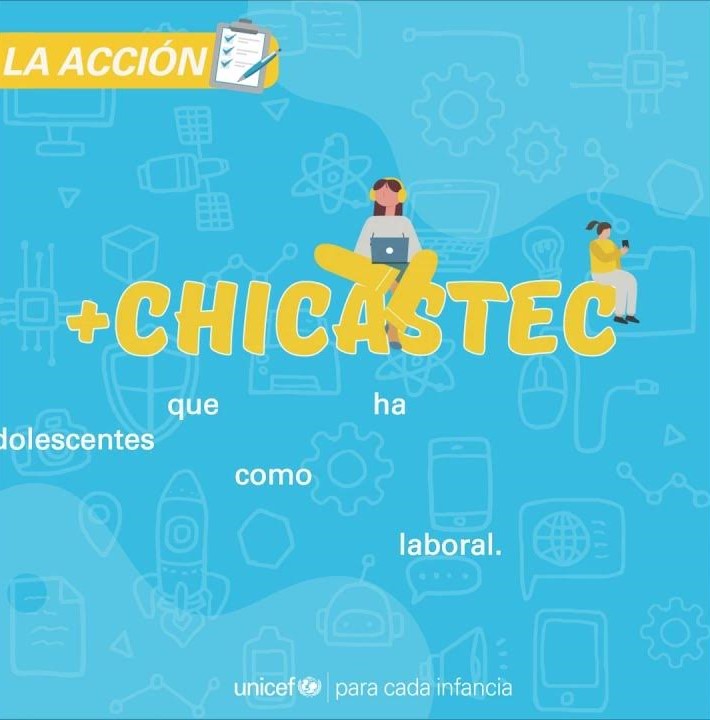 LA ACCIÓN
+CHICASTEC
que ha
dolescentes
como
laboral.
unicef para cada infancia